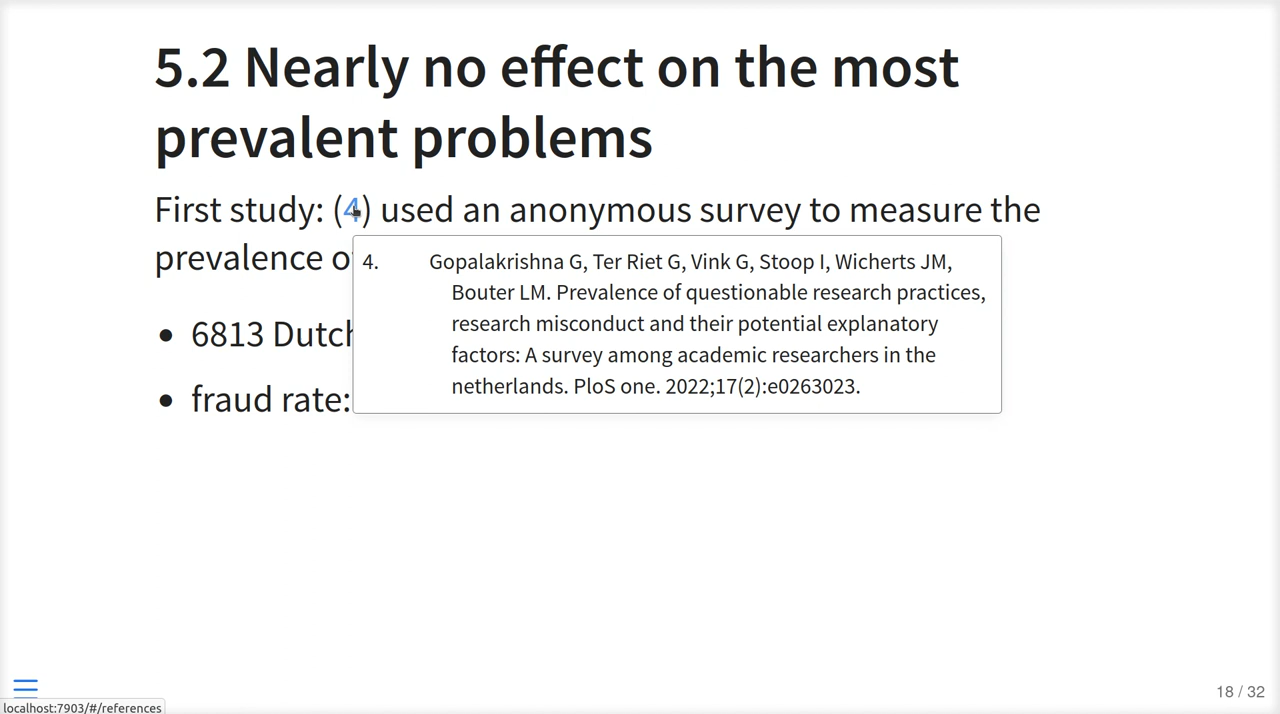 5.2 Nearly no effect on the most
prevalent problems
First study: (4) used an anonymous survey to measure the
prevalence o
4. Gopalakrishna G, Ter Riet G, Vink G, Stoop I, Wicherts JM,
Bouter LM. Prevalence of questionable research practices,
research misconduct and their potential explanatory
factors: A survey among academic researchers in the
netherlands. PloS one. 2022;17(2):e0263023.
• 6813 Dutch
• fraud rate:
18 / 32
localhost:7903/#/references